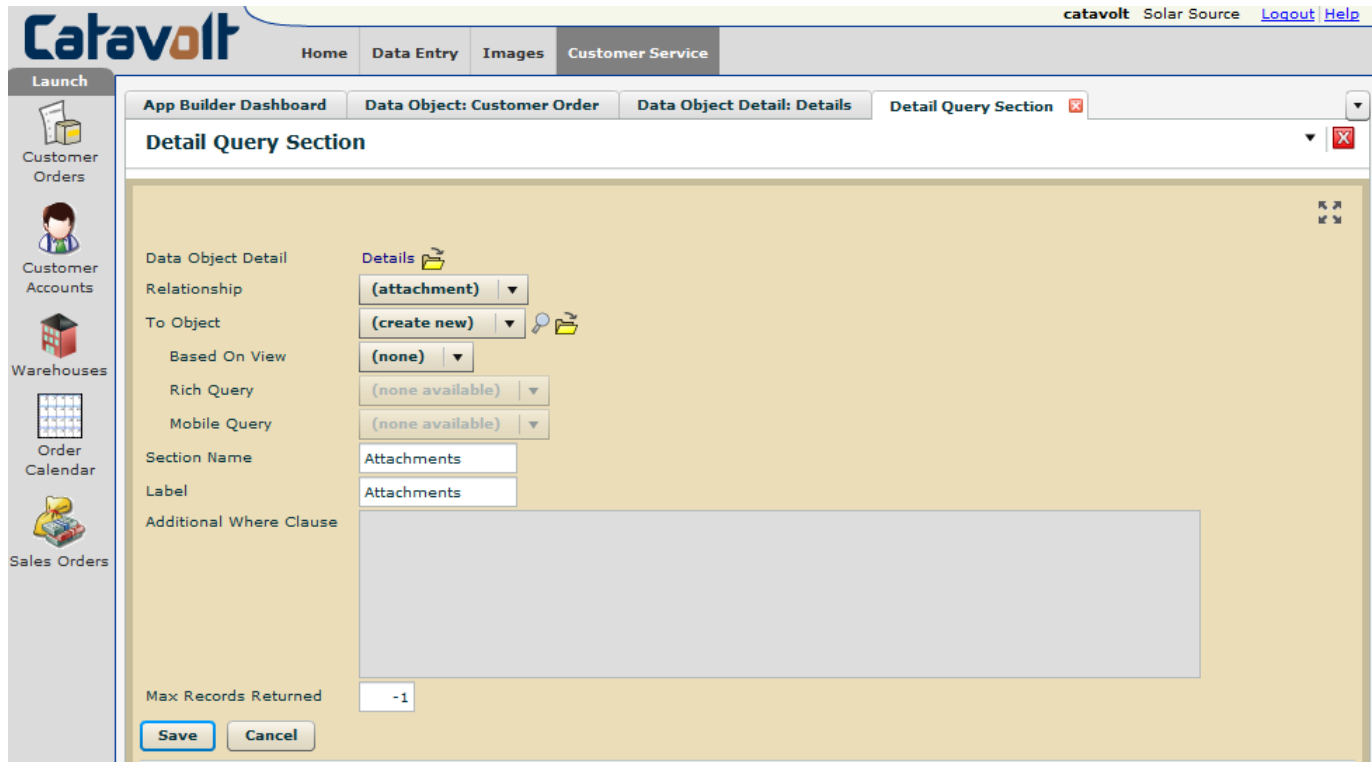 catavolt Solar Source Logout Help
Catavolt
Home Data Entry Images Customer Service
Launch
Customer Orders
Customer Accounts
Warehouses
Order Calendar
Sales Orders
App Builder Dashboard Data Object: Customer Order Data Object Detail: Details Detail Query Section
Detail Query Section
Data Object Detail Details
Relationship (attachment)
To Object (create new)
Based On View (none)
Rich Query (none available)
Mobile Query (none available)
Section Name Attachments
Label Attachments
Additional Where Clause
Max Records Returned -1
Save Cancel